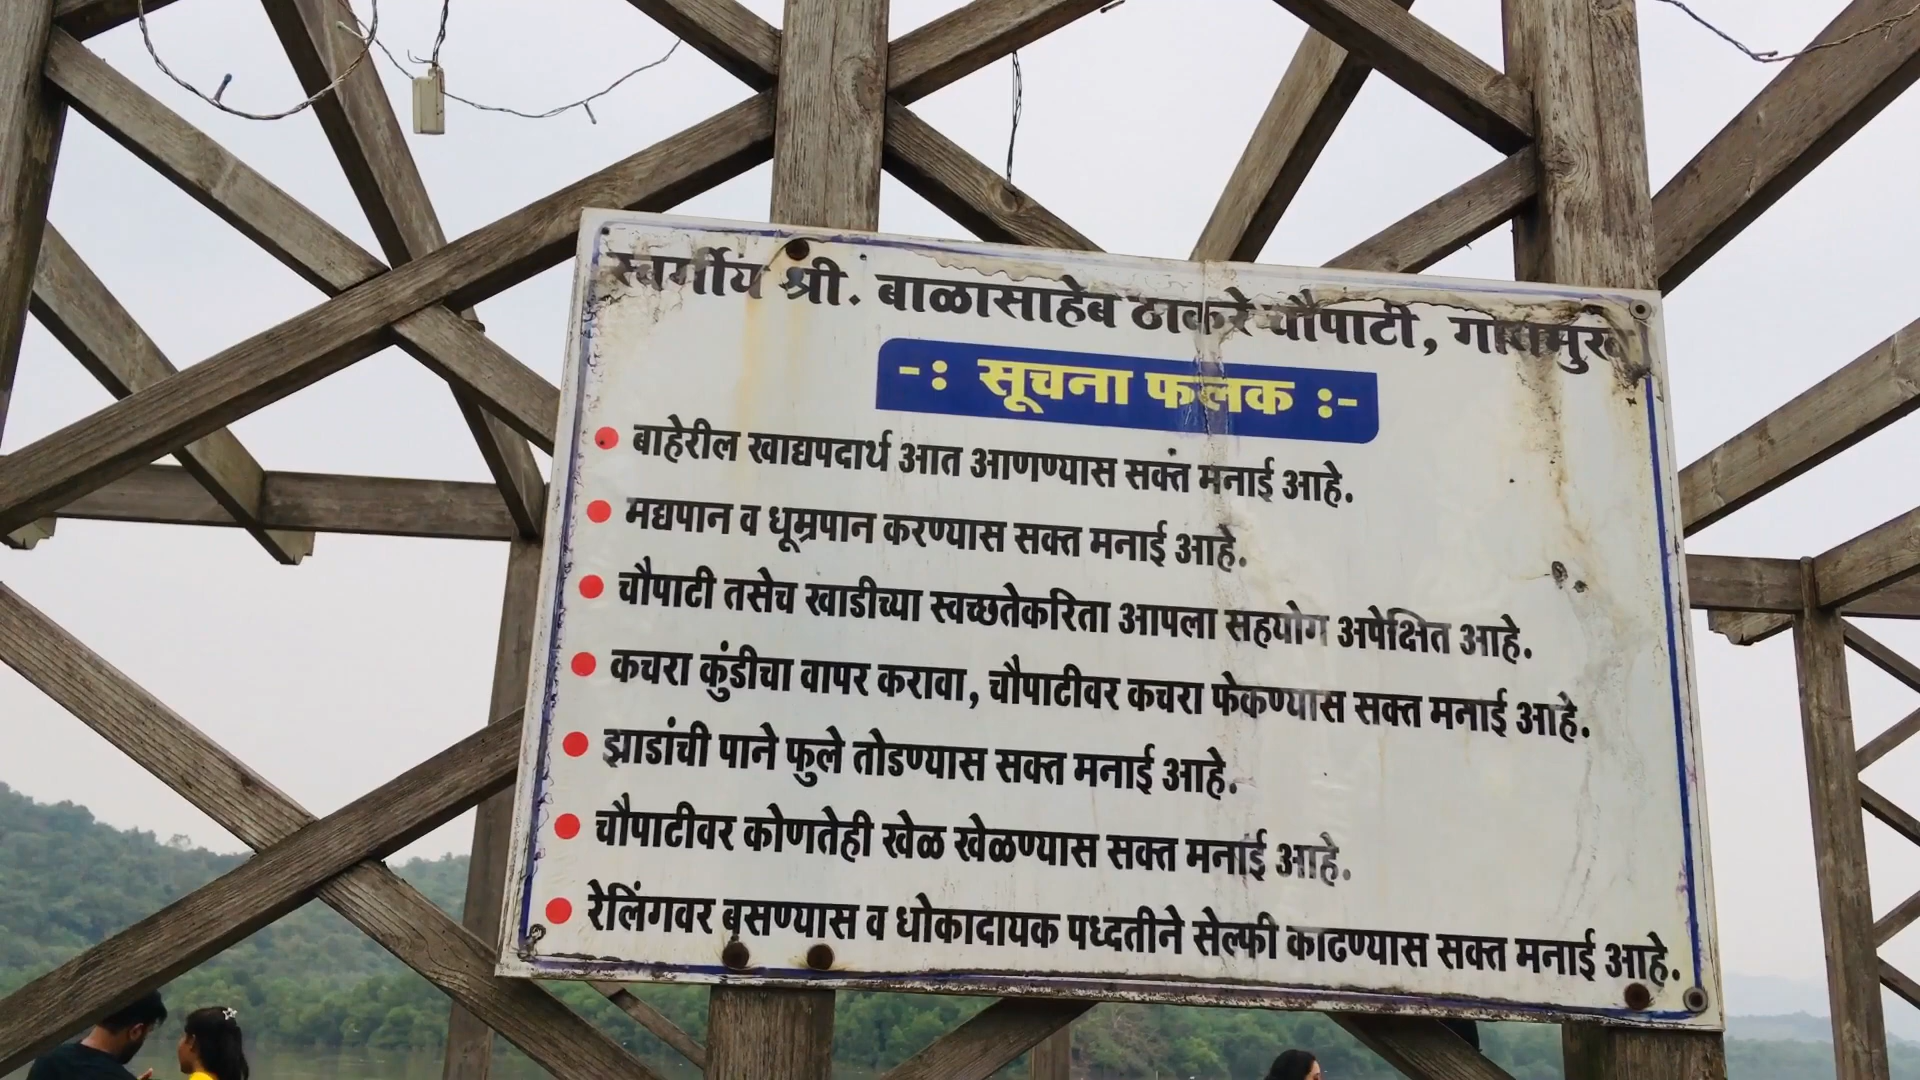 स्वर्गीय श्री. बाळासाहेब ठाकरे चौपाटी, गायमुख
-: सूचना फलक :-
बाहेरील खाद्यपदार्थ आत आणण्यास सक्त मनाई आहे.
मद्यपान व धूम्रपान करण्यास सक्त मनाई आहे.
चौपाटी तसेच खाडीच्या स्वच्छतेकरिता आपला सहयोग अपेक्षित आहे.
कचरा कुंडीचा वापर करावा, चौपाटीवर कचरा फेकण्यास सक्त मनाई आहे.
झाडांची पाने फुले तोडण्यास सक्त मनाई आहे.
चौपाटीवर कोणतेही खेळ खेळण्यास सक्त मनाई आहे.
रेलिंगवर बसण्यास व धोकादायक पध्दतीने सेल्फी काढण्यास सक्त मनाई आहे.